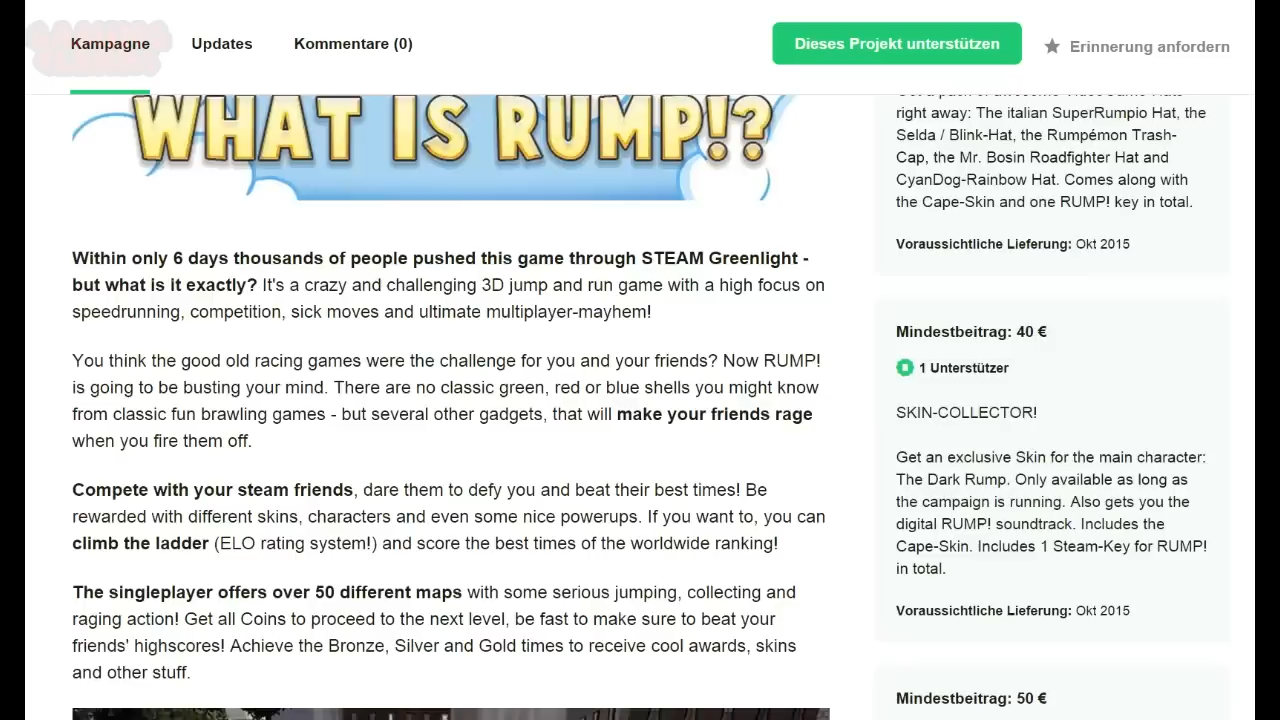 Kampagne
Updates
Kommentare (0)
Dieses Projekt unterstützen
Erinnerung anfordern
WHAT IS RUMP!?
Within only 6 days thousands of people pushed this game through STEAM Greenlight -
but what is it exactly? It's a crazy and challenging 3D jump and run game with a high focus on
speedrunning, competition, sick moves and ultimate multiplayer-mayhem!
You think the good old racing games were the challenge for you and your friends? Now RUMP!
is going to be busting your mind. There are no classic green, red or blue shells you might know
from classic fun brawling games - but several other gadgets, that will make your friends rage
when you fire them off.
Compete with your steam friends, dare them to defy you and beat their best times! Be
rewarded with different skins, characters and even some nice powerups. If you want to, you can
climb the ladder (ELO rating system!) and score the best times of the worldwide ranking!
The singleplayer offers over 50 different maps with some serious jumping, collecting and
raging action! Get all Coins to proceed to the next level, be fast to make sure to beat your
friends' highscores! Achieve the Bronze, Silver and Gold times to receive cool awards, skins
and other stuff.
right away: The italian SuperRumpio Hat, the
Selda / Blink-Hat, the Rumpémon Trash-
Cap, the Mr. Bosin Roadfighter Hat and
CyanDog-Rainbow Hat. Comes along with
the Cape-Skin and one RUMP! key in total.
Voraussichtliche Lieferung: Okt 2015
Mindestbeitrag: 40 €
1 Unterstützer
SKIN-COLLECTOR!
Get an exclusive Skin for the main character:
The Dark Rump. Only available as long as
the campaign is running. Also gets you the
digital RUMP! soundtrack. Includes the
Cape-Skin. Includes 1 Steam-Key for RUMP!
in total.
Voraussichtliche Lieferung: Okt 2015
Mindestbeitrag: 50 €